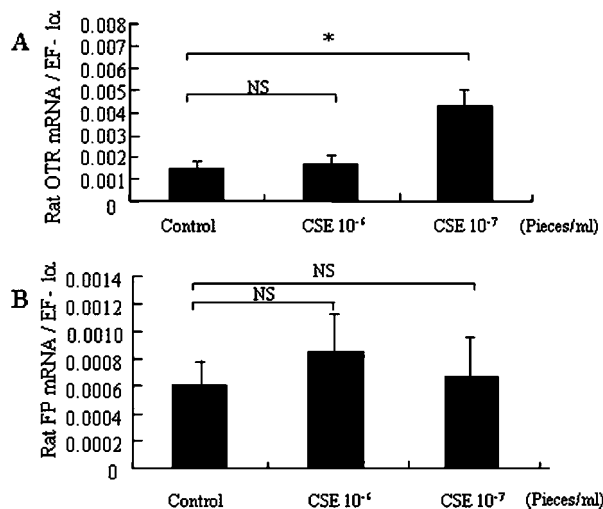 A
Rat OTR mRNA / EF - 1α
0.008
0.007
0.006
0.005
0.004
0.002
0.001
0
*
NS
Control
CSE 10⁻⁶
CSE 10⁻⁷
(Pieces/ml)
B
Rat FP mRNA / EF - 1α
0.0014
0.0012
0.0010
0.0008
0.0006
0.0004
0.0002
0
NS
NS
Control
CSE 10⁻⁶
CSE 10⁻⁷
(Pieces/ml)